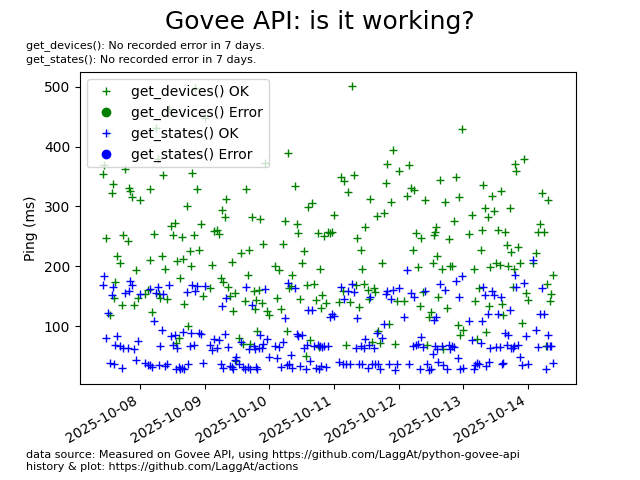 Govee API: is it working?
get_devices(): No recorded error in 7 days.
get_states(): No recorded error in 7 days.
500
400
300
200
100
Ping (ms)
get_devices() OK
get_devices() Error
get_states() OK
get_states() Error
2025-10-08
2025-10-09
2025-10-10
2025-10-11
2025-10-12
2025-10-13
2025-10-14
data source: Measured on Govee API, using https://github.com/LaggAt/python-govee-api
history & plot: https://github.com/LaggAt/actions